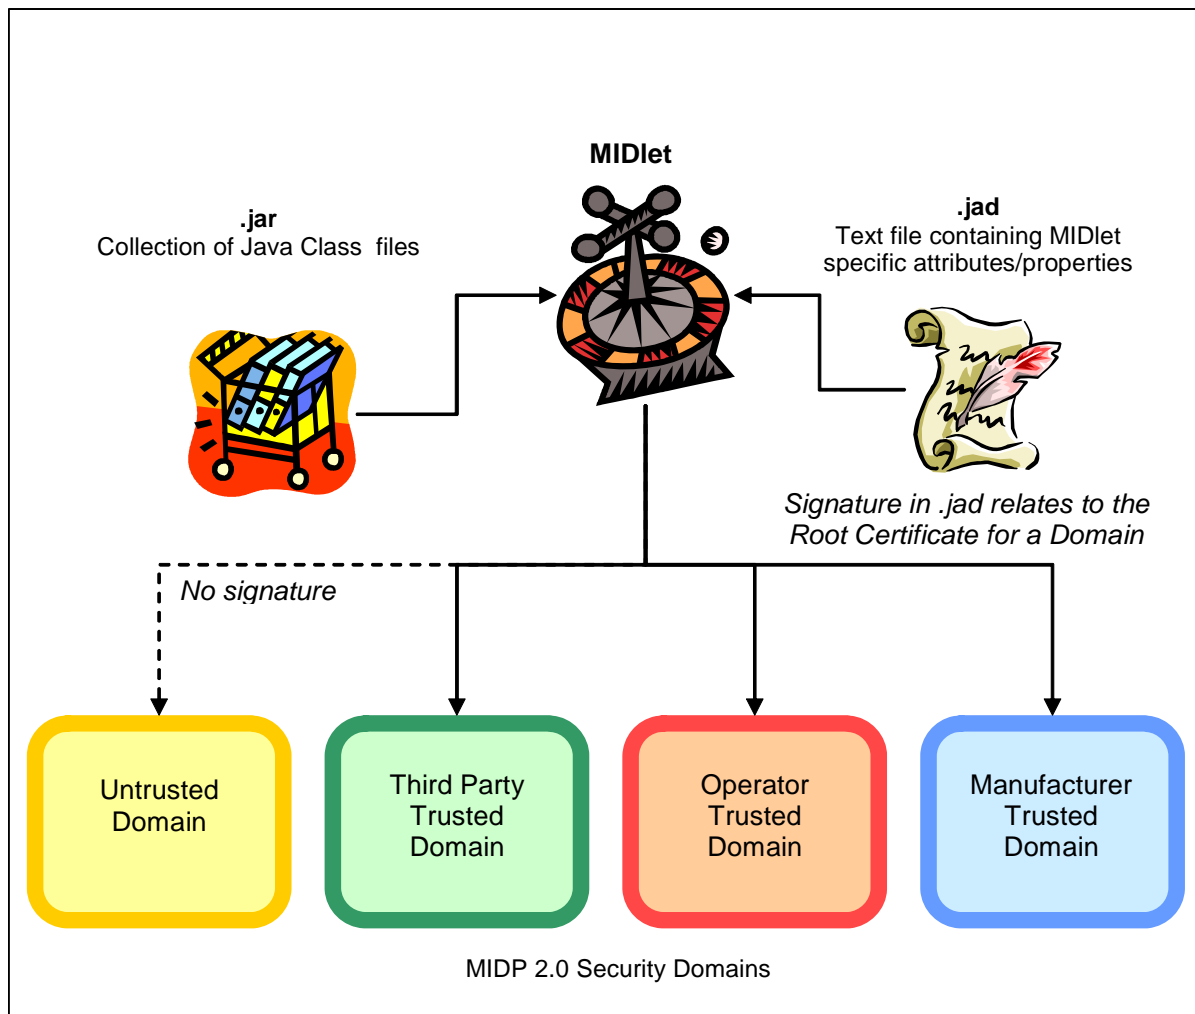 MIDlet
.jar
Collection of Java Class files
.jad
Text file containing MIDlet
specific attributes/properties
Signature in .jad relates to the
Root Certificate for a Domain
No signature
Untrusted
Domain
Third Party
Trusted
Domain
Operator
Trusted
Domain
Manufacturer
Trusted
Domain
MIDP 2.0 Security Domains